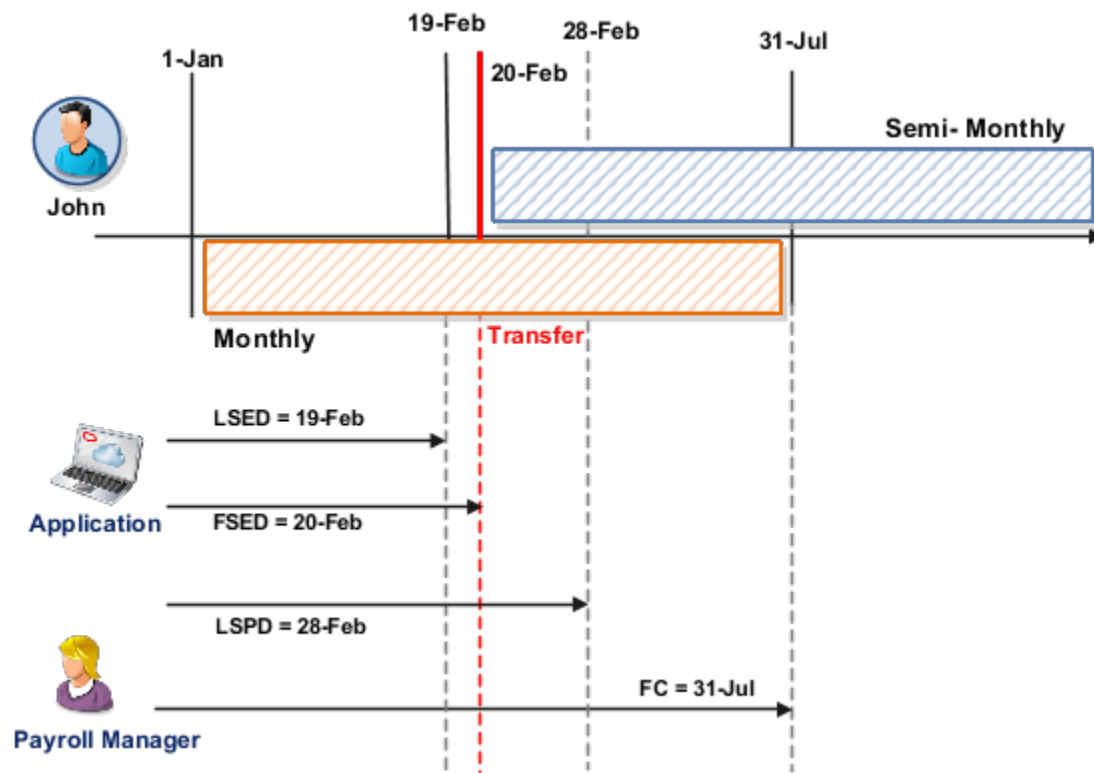 19-Feb
28-Feb
31-Jul
1-Jan
20-Feb
Semi- Monthly
John
Monthly
Transfer
LSED = 19-Feb
Application
FSED = 20-Feb
LSPD = 28-Feb
FC = 31-Jul
Payroll Manager